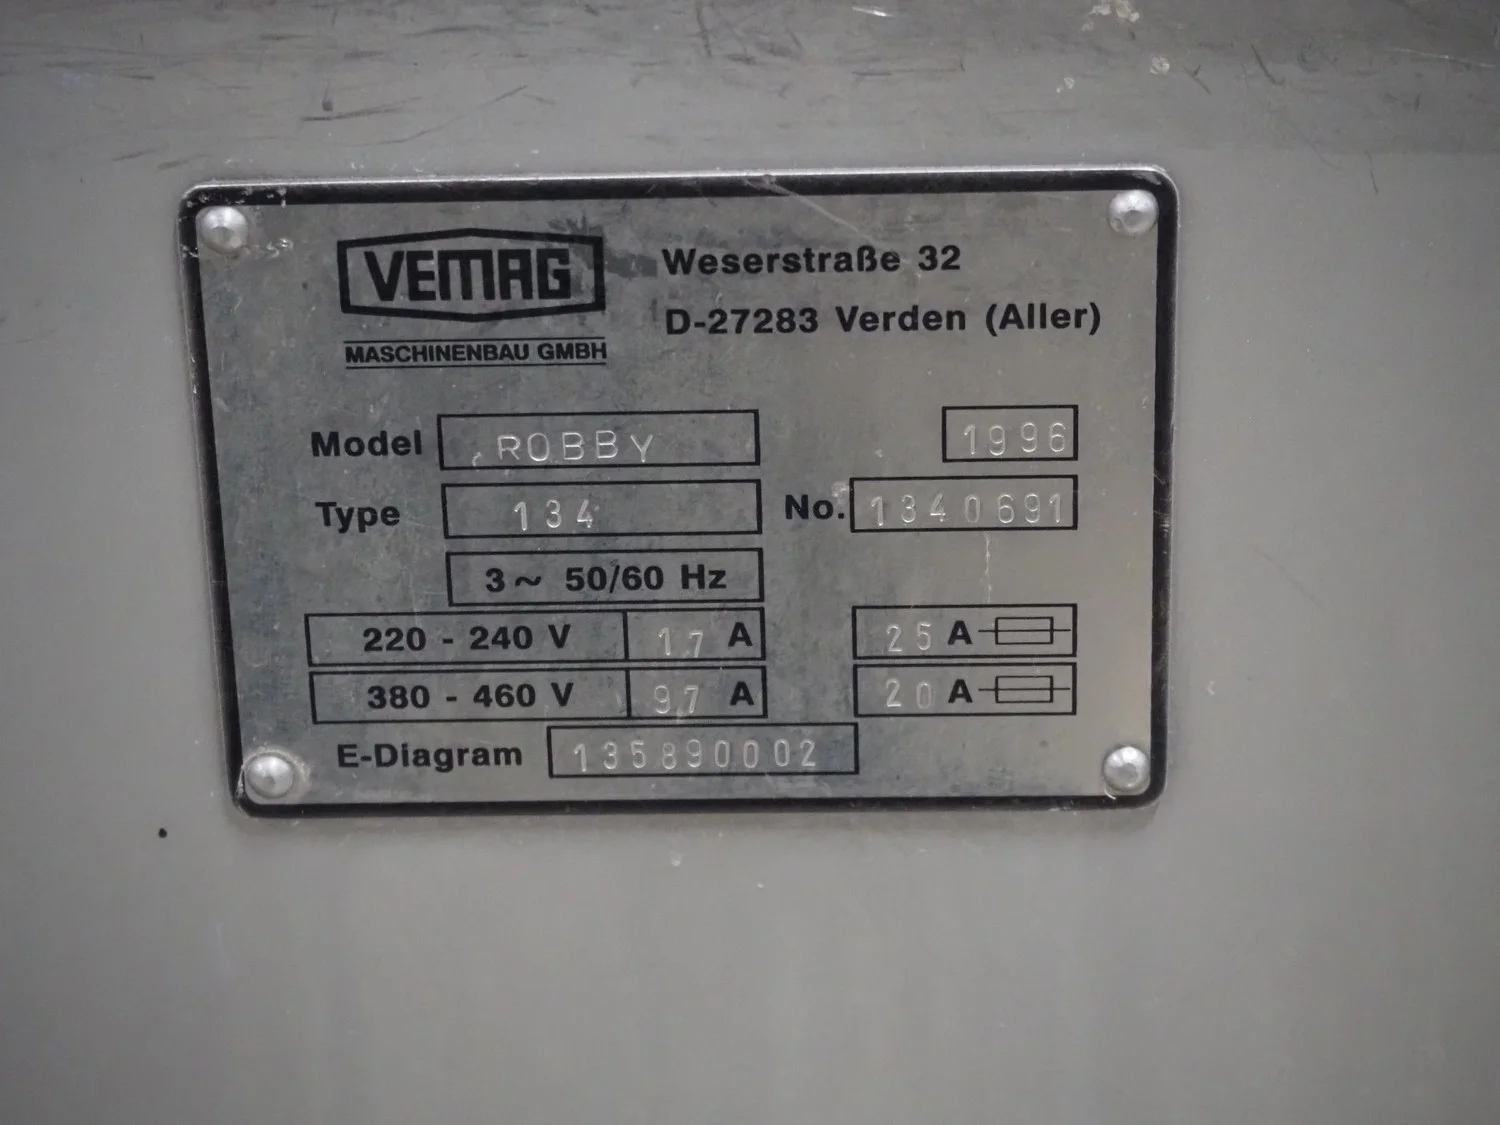 VEMAG
MASCHINENBAU GMBH
Weserstraße 32
D-27283 Verden (Aller)
Model ROBBY 1996
Type 134 No. 1340691
3~ 50/60 Hz
220 - 240 V 17 A 25 A
380 - 460 V 9,7 A 20 A
E-Diagram 135890002